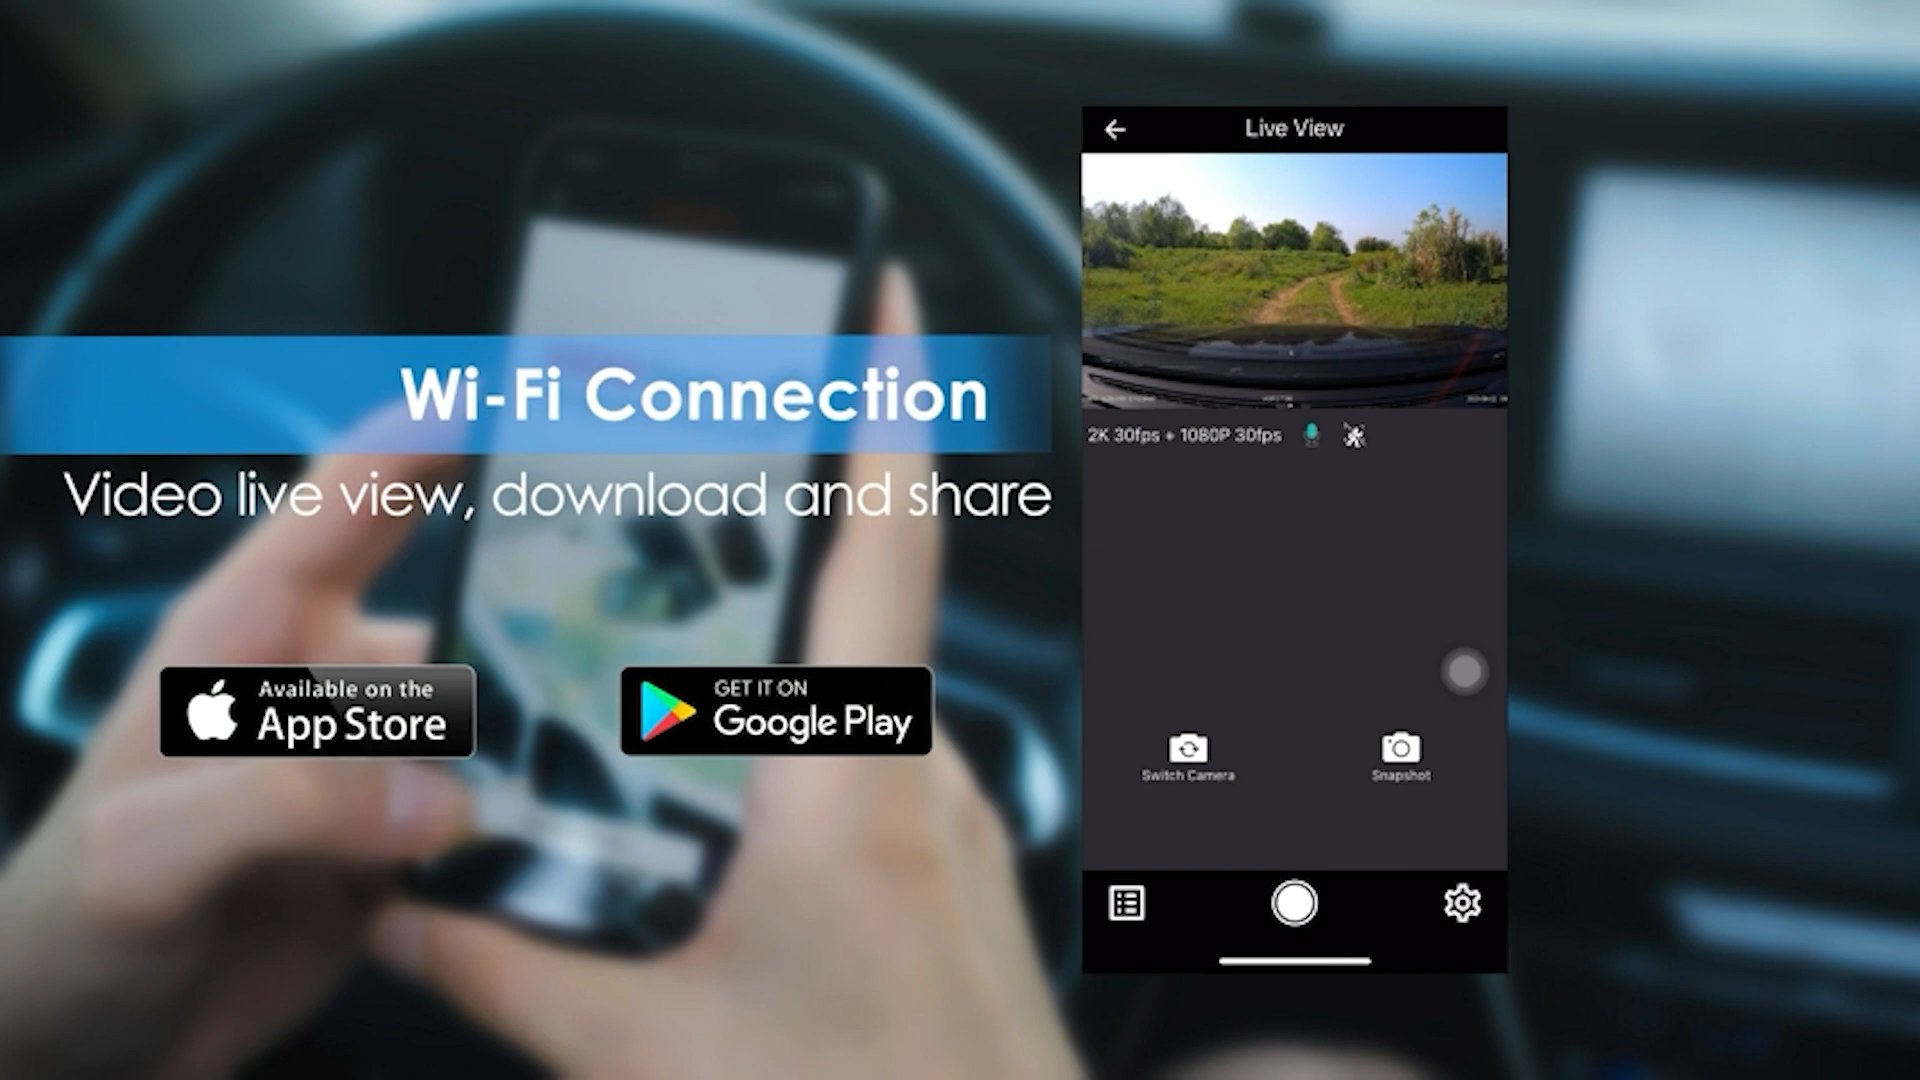 Live View
Wi-Fi Connection
Video live view, download and share
2K 30fps + 1080P 30fps
Available on the
App Store
GET IT ON
Google Play
Switch Camera
Snapshot